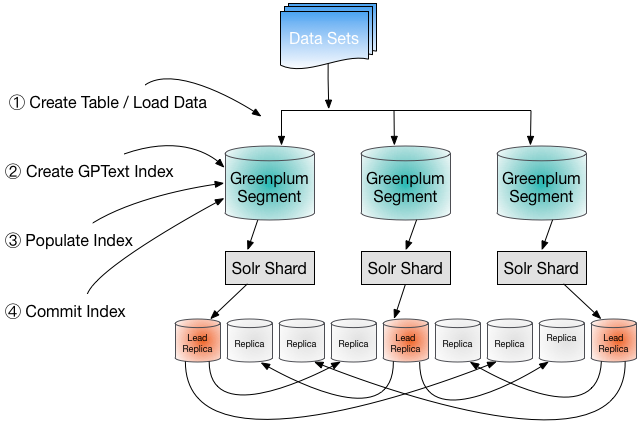 Data Sets
① Create Table / Load Data
② Create GPText Index
Greenplum
Segment
Greenplum
Segment
Greenplum
Segment
③ Populate Index
Solr Shard
Solr Shard
Solr Shard
④ Commit Index
Lead
Replica
Replica
Replica
Replica
Lead
Replica
Replica
Replica
Replica
Lead
Replica